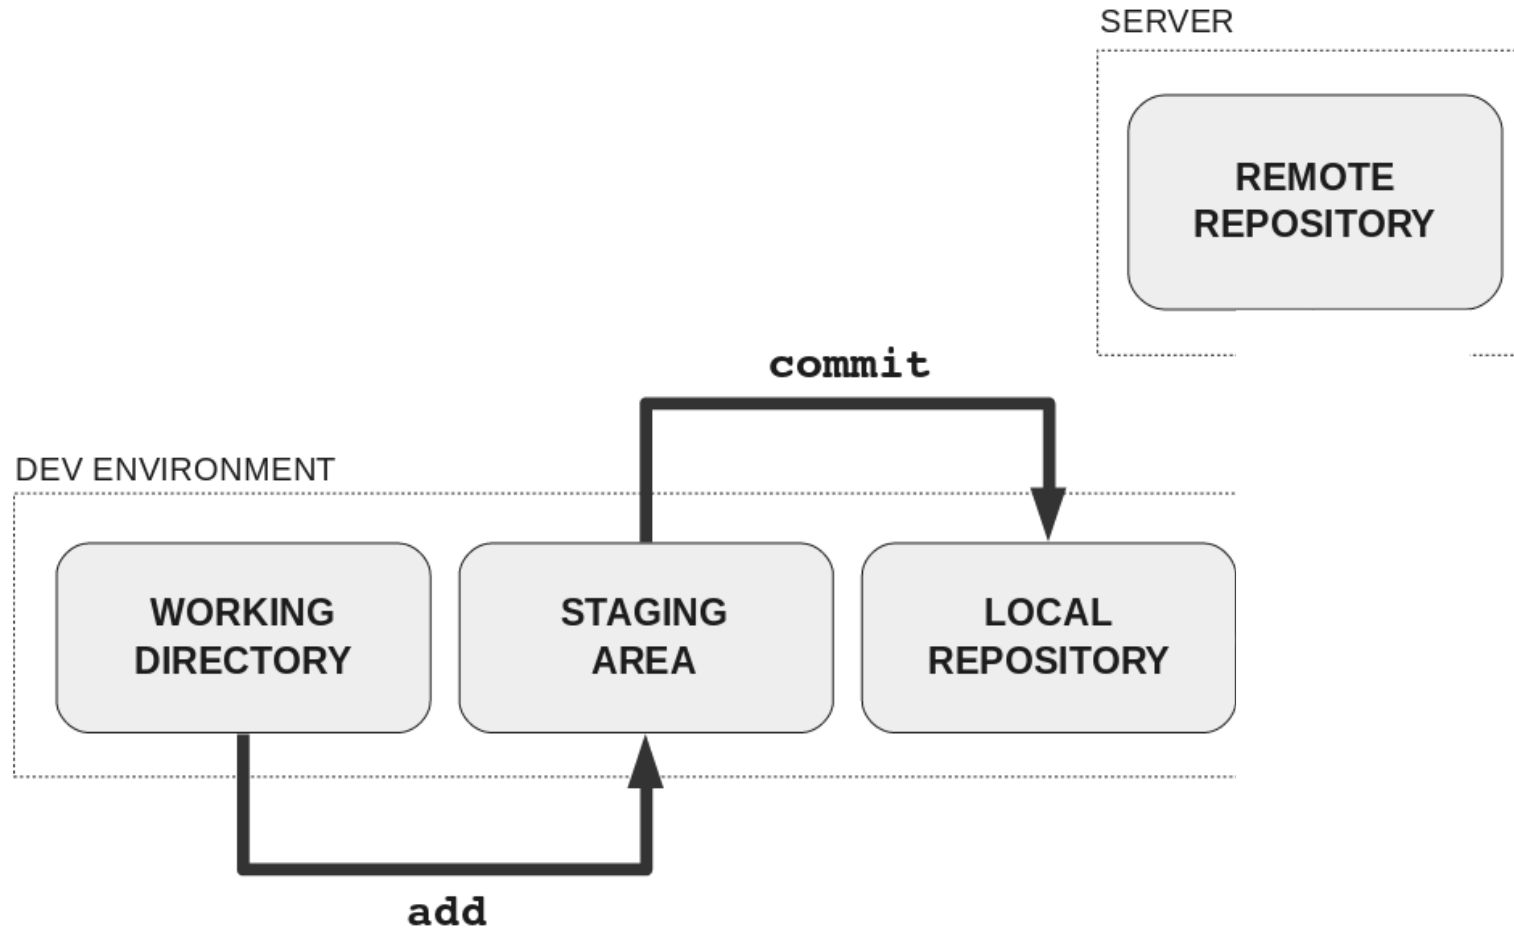 SERVER
REMOTE
REPOSITORY
commit
DEV ENVIRONMENT
WORKING
DIRECTORY
STAGING
AREA
LOCAL
REPOSITORY
add